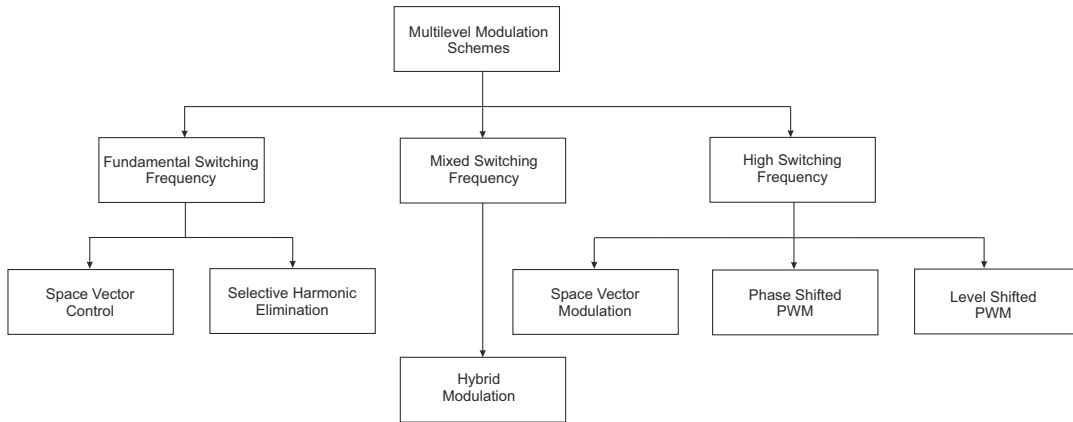 Multilevel Modulation
Schemes
Fundamental Switching
Frequency
Mixed Switching
Frequency
High Switching
Frequency
Space Vector
Control
Selective Harmonic
Elimination
Space Vector
Modulation
Phase Shifted
PWM
Level Shifted
PWM
Hybrid
Modulation